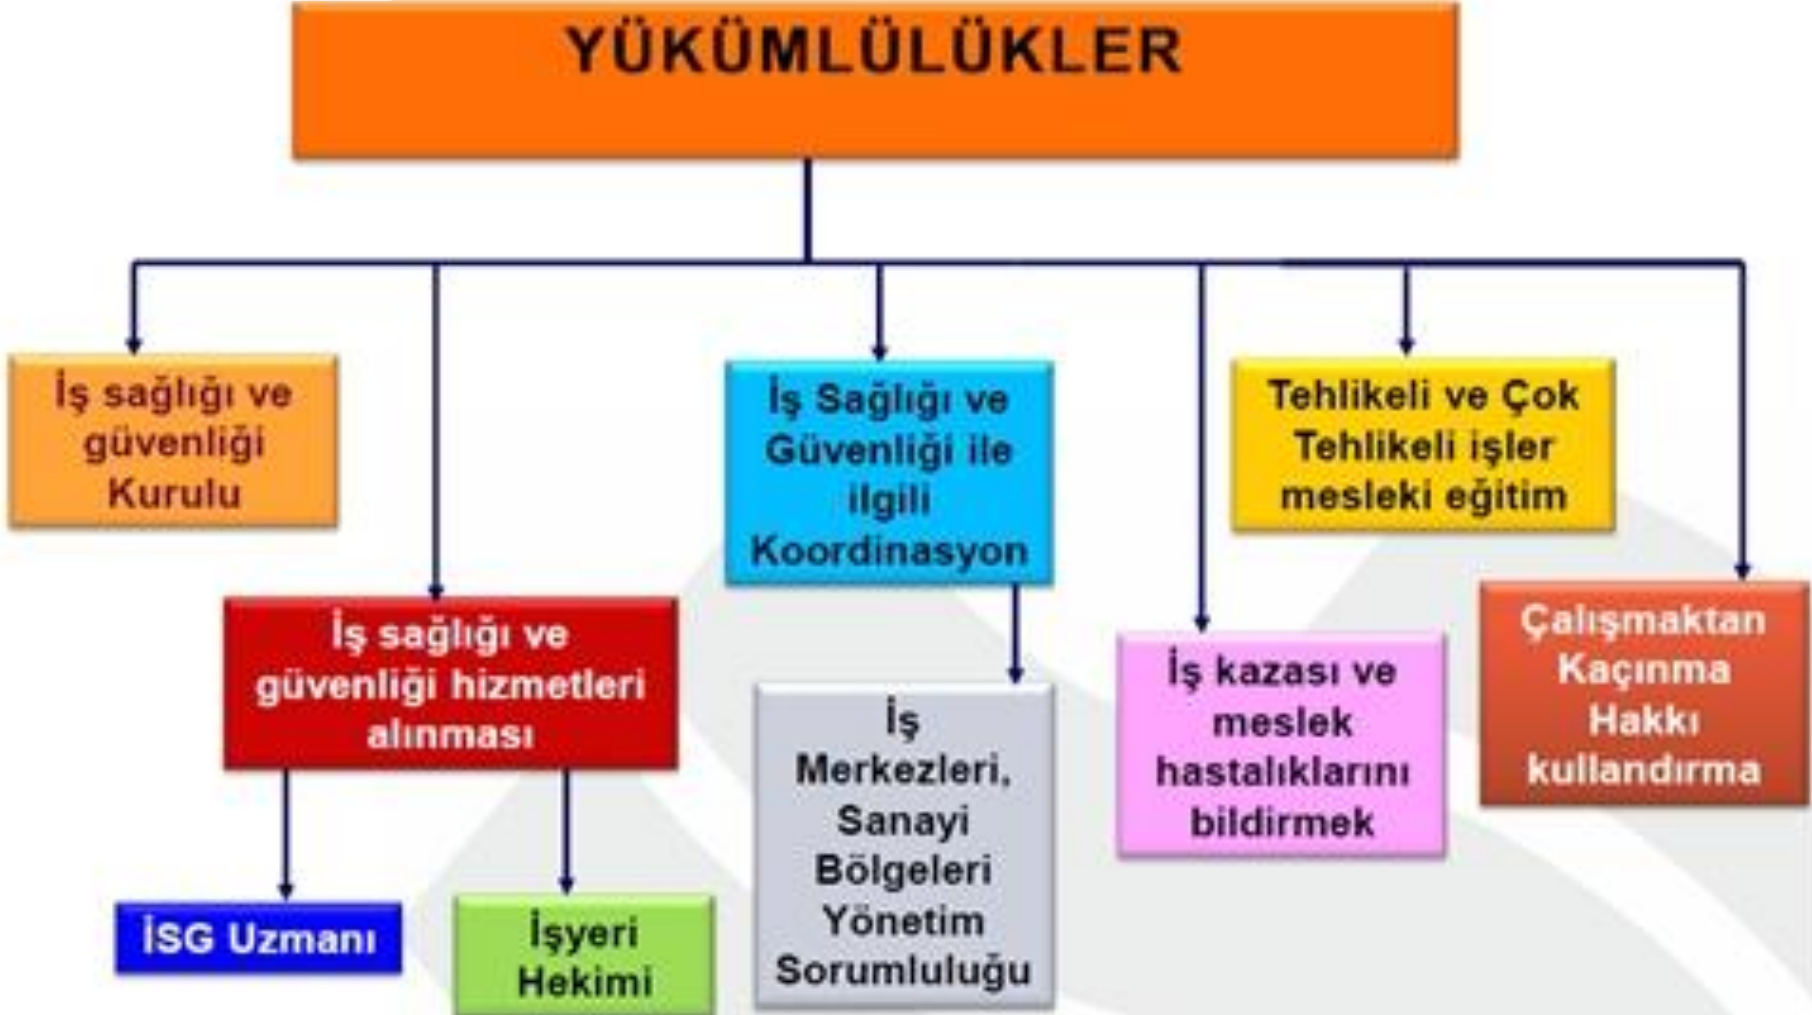 YÜKÜMLÜLÜKLER
İş sağlığı ve
güvenliği
Kurulu
İş sağlığı ve
güvenliği hizmetleri
alınması
İSG Uzmanı
İşyeri
Hekimi
İş Sağlığı ve
Güvenliği ile
ilgili
Koordinasyon
İş
Merkezleri,
Sanayi
Bölgeleri
Yönetim
Sorumluluğu
İş kazası ve
meslek
hastalıklarını
bildirmek
Tehlikeli ve Çok
Tehlikeli işler
mesleki eğitim
Çalışmaktan
Kaçınma
Hakkı
kullandırma